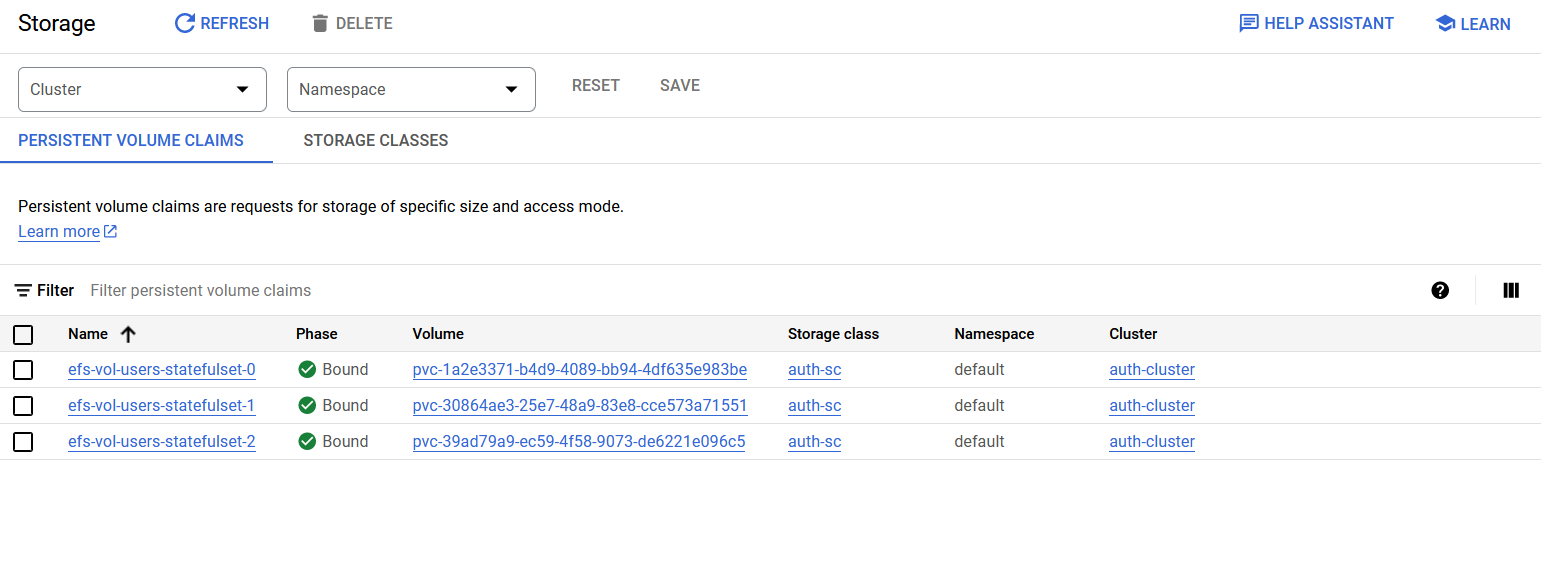 Storage REFRESH DELETE HELP ASSISTANT LEARN
Cluster Namespace RESET SAVE
PERSISTENT VOLUME CLAIMS STORAGE CLASSES
Persistent volume claims are requests for storage of specific size and access mode.
Learn more
Filter Filter persistent volume claims
Name Phase Volume Storage class Namespace Cluster
efs-vol-users-statefulset-0 Bound pvc-1a2e3371-b4d9-4089-bb94-4df635e983be auth-sc default auth-cluster
efs-vol-users-statefulset-1 Bound pvc-30864ae3-25e7-48a9-83e8-cce573a71551 auth-sc default auth-cluster
efs-vol-users-statefulset-2 Bound pvc-39ad79a9-ec59-4f58-9073-de6221e096c5 auth-sc default auth-cluster